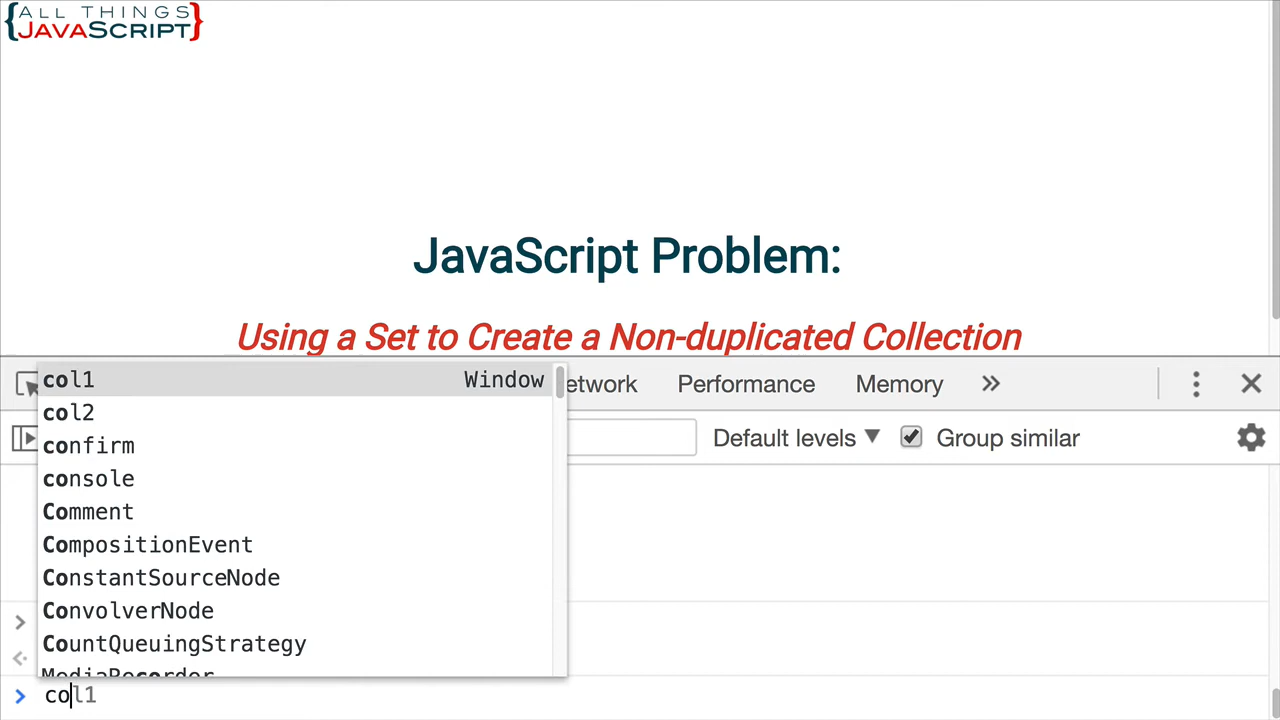 {ALL THINGS
JAVASCRIPT}
JavaScript Problem:
Using a Set to Create a Non-duplicated Collection
etwork Performance Memory »
Default levels ▼ Group similar
col1 Window
col2
confirm
console
Comment
CompositionEvent
ConstantSourceNode
ConvolverNode
CountQueuingStrategy
MediaRecorder
> col1